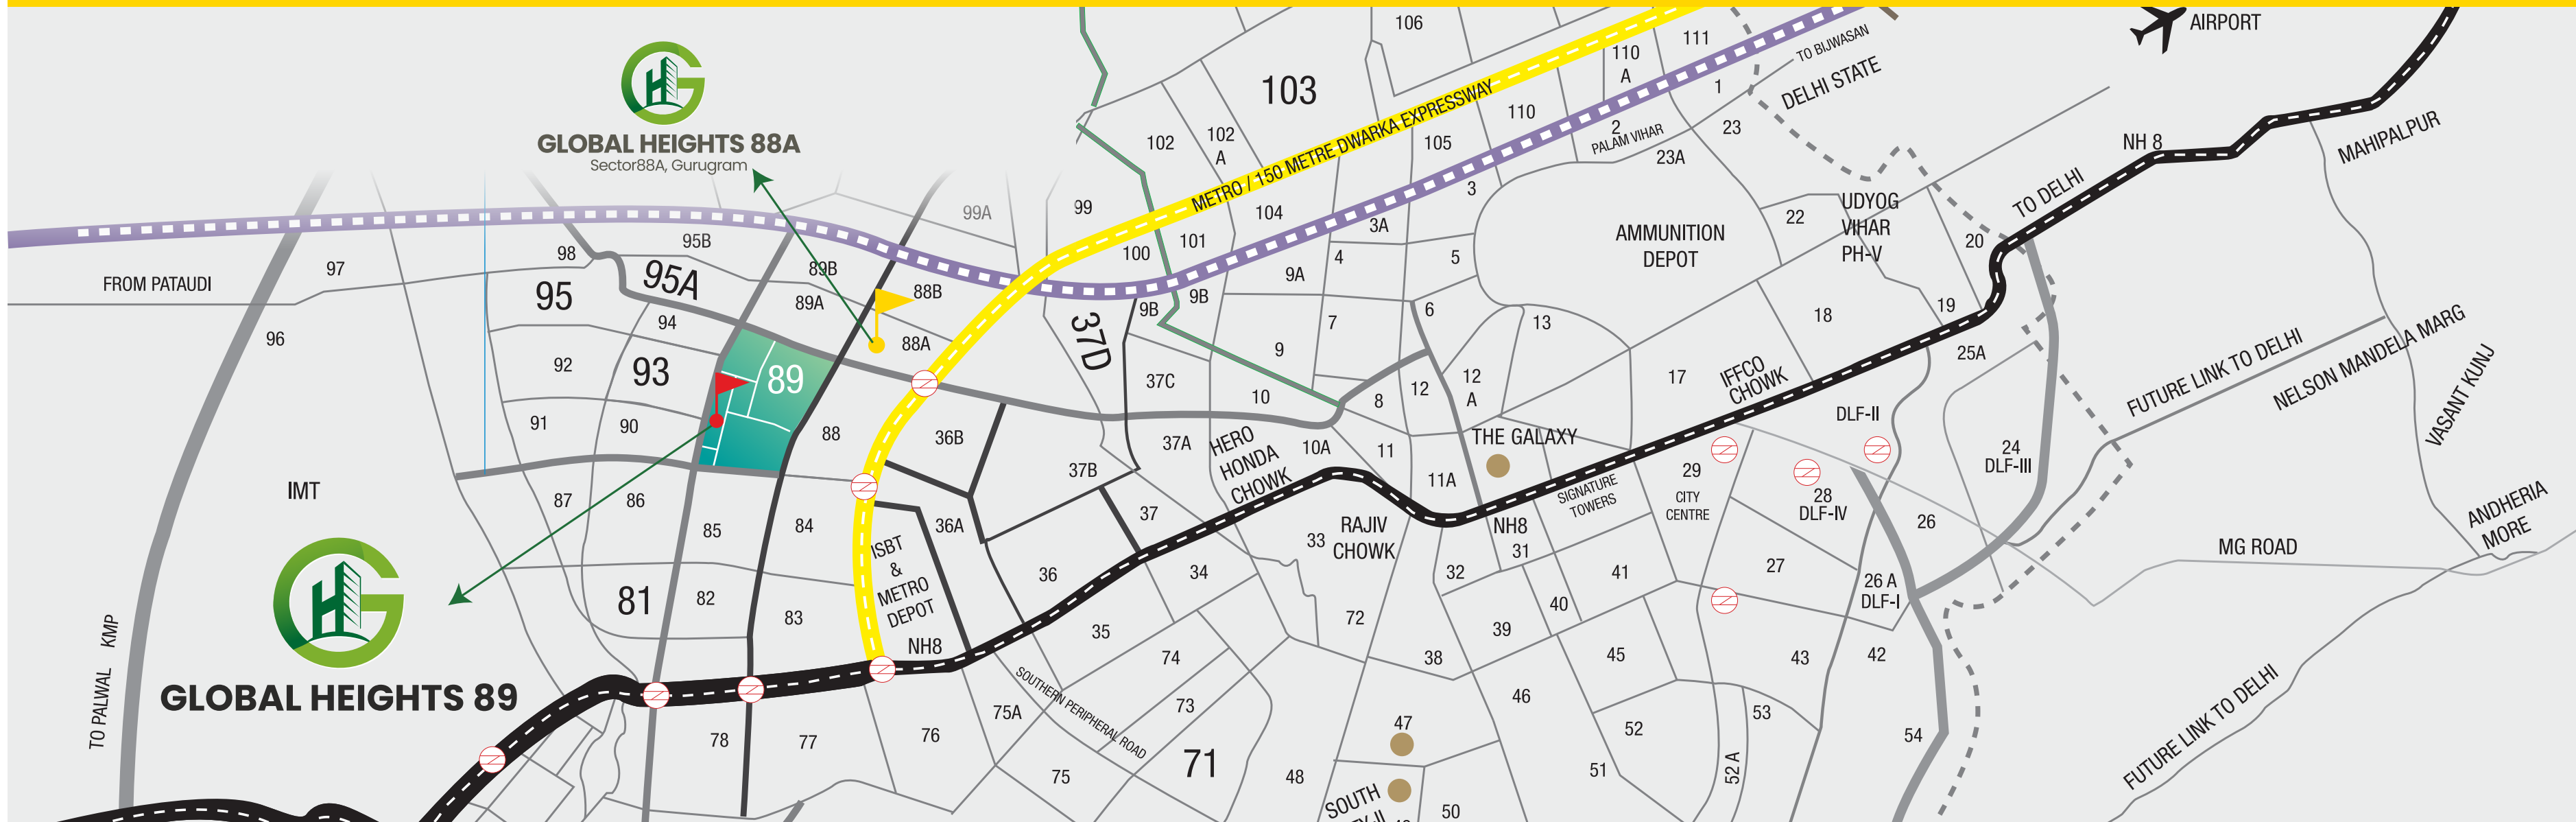 106
AIRPORT
111
110
A
TO BIJWASAN
DELHI STATE
1
103
METRO / 150 METRE DWARKA EXPRESSWAY
110
2
PALAM VIHAR
23
23A
102
102
A
105
3
NH 8
MAHIPALPUR
TO DELHI
GLOBAL HEIGHTS 88A
Sector88A, Gurugram
99A
99
104
3A
100
101
22
UDYOG
VIHAR
PH-V
20
AMMUNITION
DEPOT
98
95B
89B
97
FROM PATAUDI
95
95A
89A
88B
9A
4
5
9B
9B
37D
6
7
13
18
19
96
94
88A
9
25A
FUTURE LINK TO DELHI
NELSON MANDELA MARG
VASANT KUNJ
92
93
89
37C
10
8
12
12
A
17
IFFCO
CHOWK
DLF-II
91
90
88
36B
37A
HERO
HONDA
CHOWK
10A
11
THE GALAXY
24
DLF-III
37B
11A
SIGNATURE
TOWERS
29
CITY
CENTRE
28
DLF-IV
26
ANDHERIA
MORE
MG ROAD
IMT
87
86
85
84
36A
37
33
RAJIV
CHOWK
NH8
31
ISBT
&
METRO
DEPOT
36
34
32
41
27
26 A
DLF-I
81
82
83
40
72
39
35
74
38
45
43
42
NH8
TO PALWAL
KMP
GLOBAL HEIGHTS 89
SOUTHERN PERIPHERAL ROAD
75A
73
46
47
52
53
54
78
77
76
75
71
48
51
52 A
FUTURE LINK TO DELHI
SOUTH
50